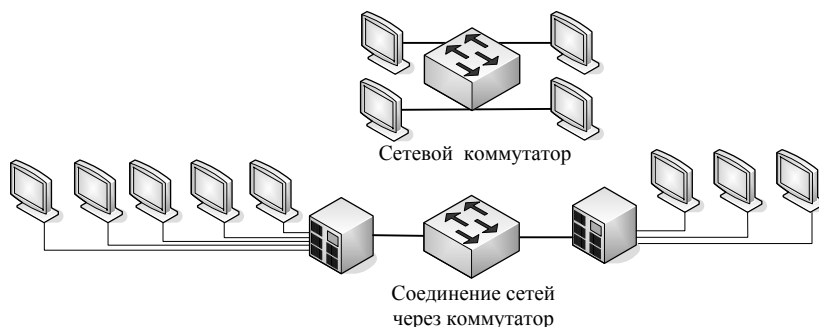 Сетевой коммутатор
Соединение сетей
через коммутатор